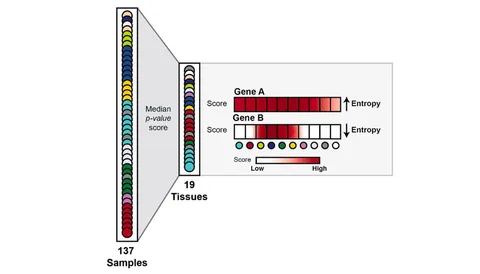 Median
p-value
score
Gene A
Score
Entropy
Gene B
Score
Entropy
Score
Low
High
19
Tissues
137
Samples